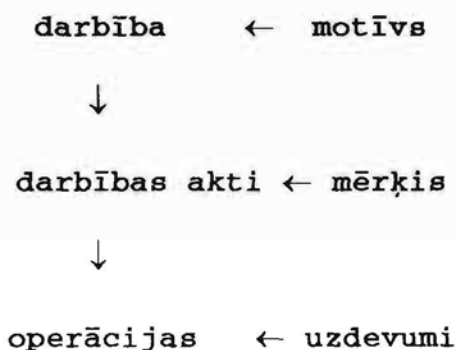 darbība ← motīvs
↓
darbības akti ← mērķis
↓
operācijas ← uzdevumi